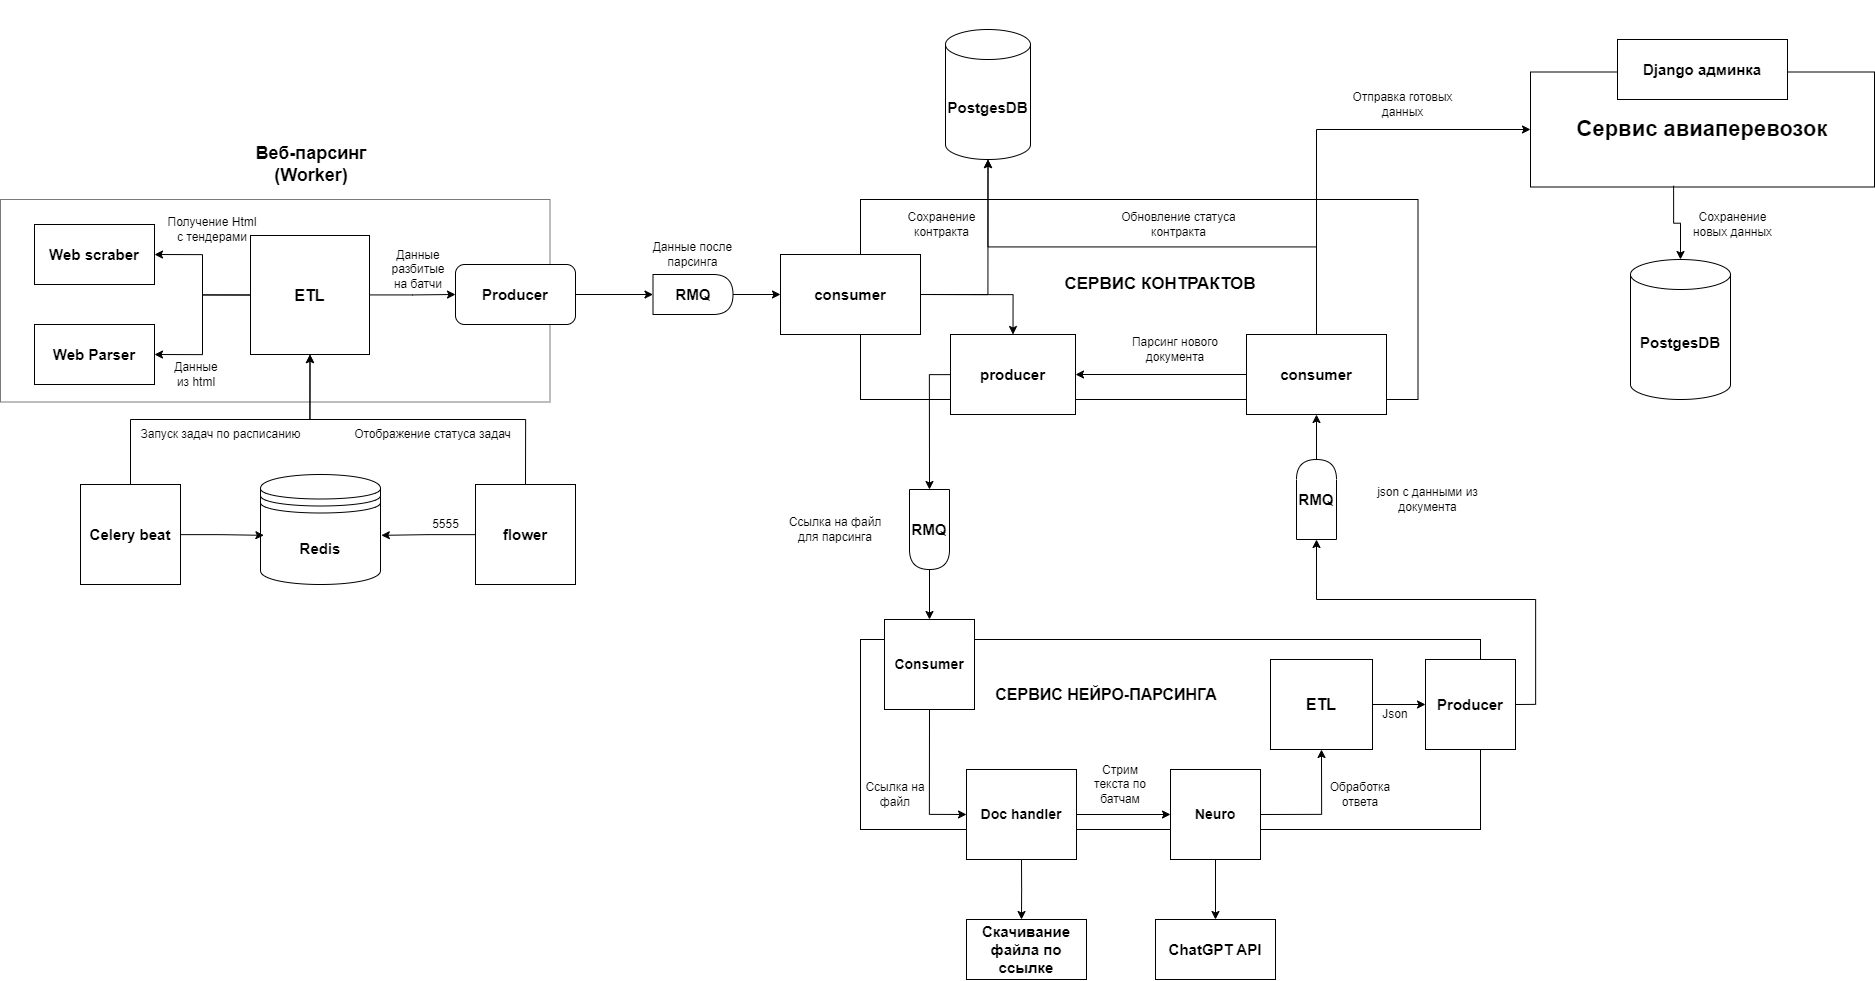 Django админка
Сервис авиаперевозок
Отправка готовых
данных
PostgesDB
Веб-парсинг
(Worker)
Получение Html
с тендерами
Web scraber
ETL
Данные
разбитые
на батчи
Producer
Web Parser
Данные
из html
Данные после
парсинга
RMQ
consumer
Сохранение
контракта
Обновление статуса
контракта
СЕРВИС КОНТРАКТОВ
Парсинг нового
документа
producer
consumer
Сохранение
новых данных
PostgesDB
Запуск задач по расписанию
Отображение статуса задач
Celery beat
Redis
5555
flower
Ссылка на файл
для парсинга
RMQ
RMQ
json с данными из
документа
Consumer
СЕРВИС НЕЙРО-ПАРСИНГА
ETL
Json
Producer
Ссылка на
файл
Doc handler
Стрим
текста по
батчам
Neuro
Обработка
ответа
Скачивание
файла по
ссылке
ChatGPT API